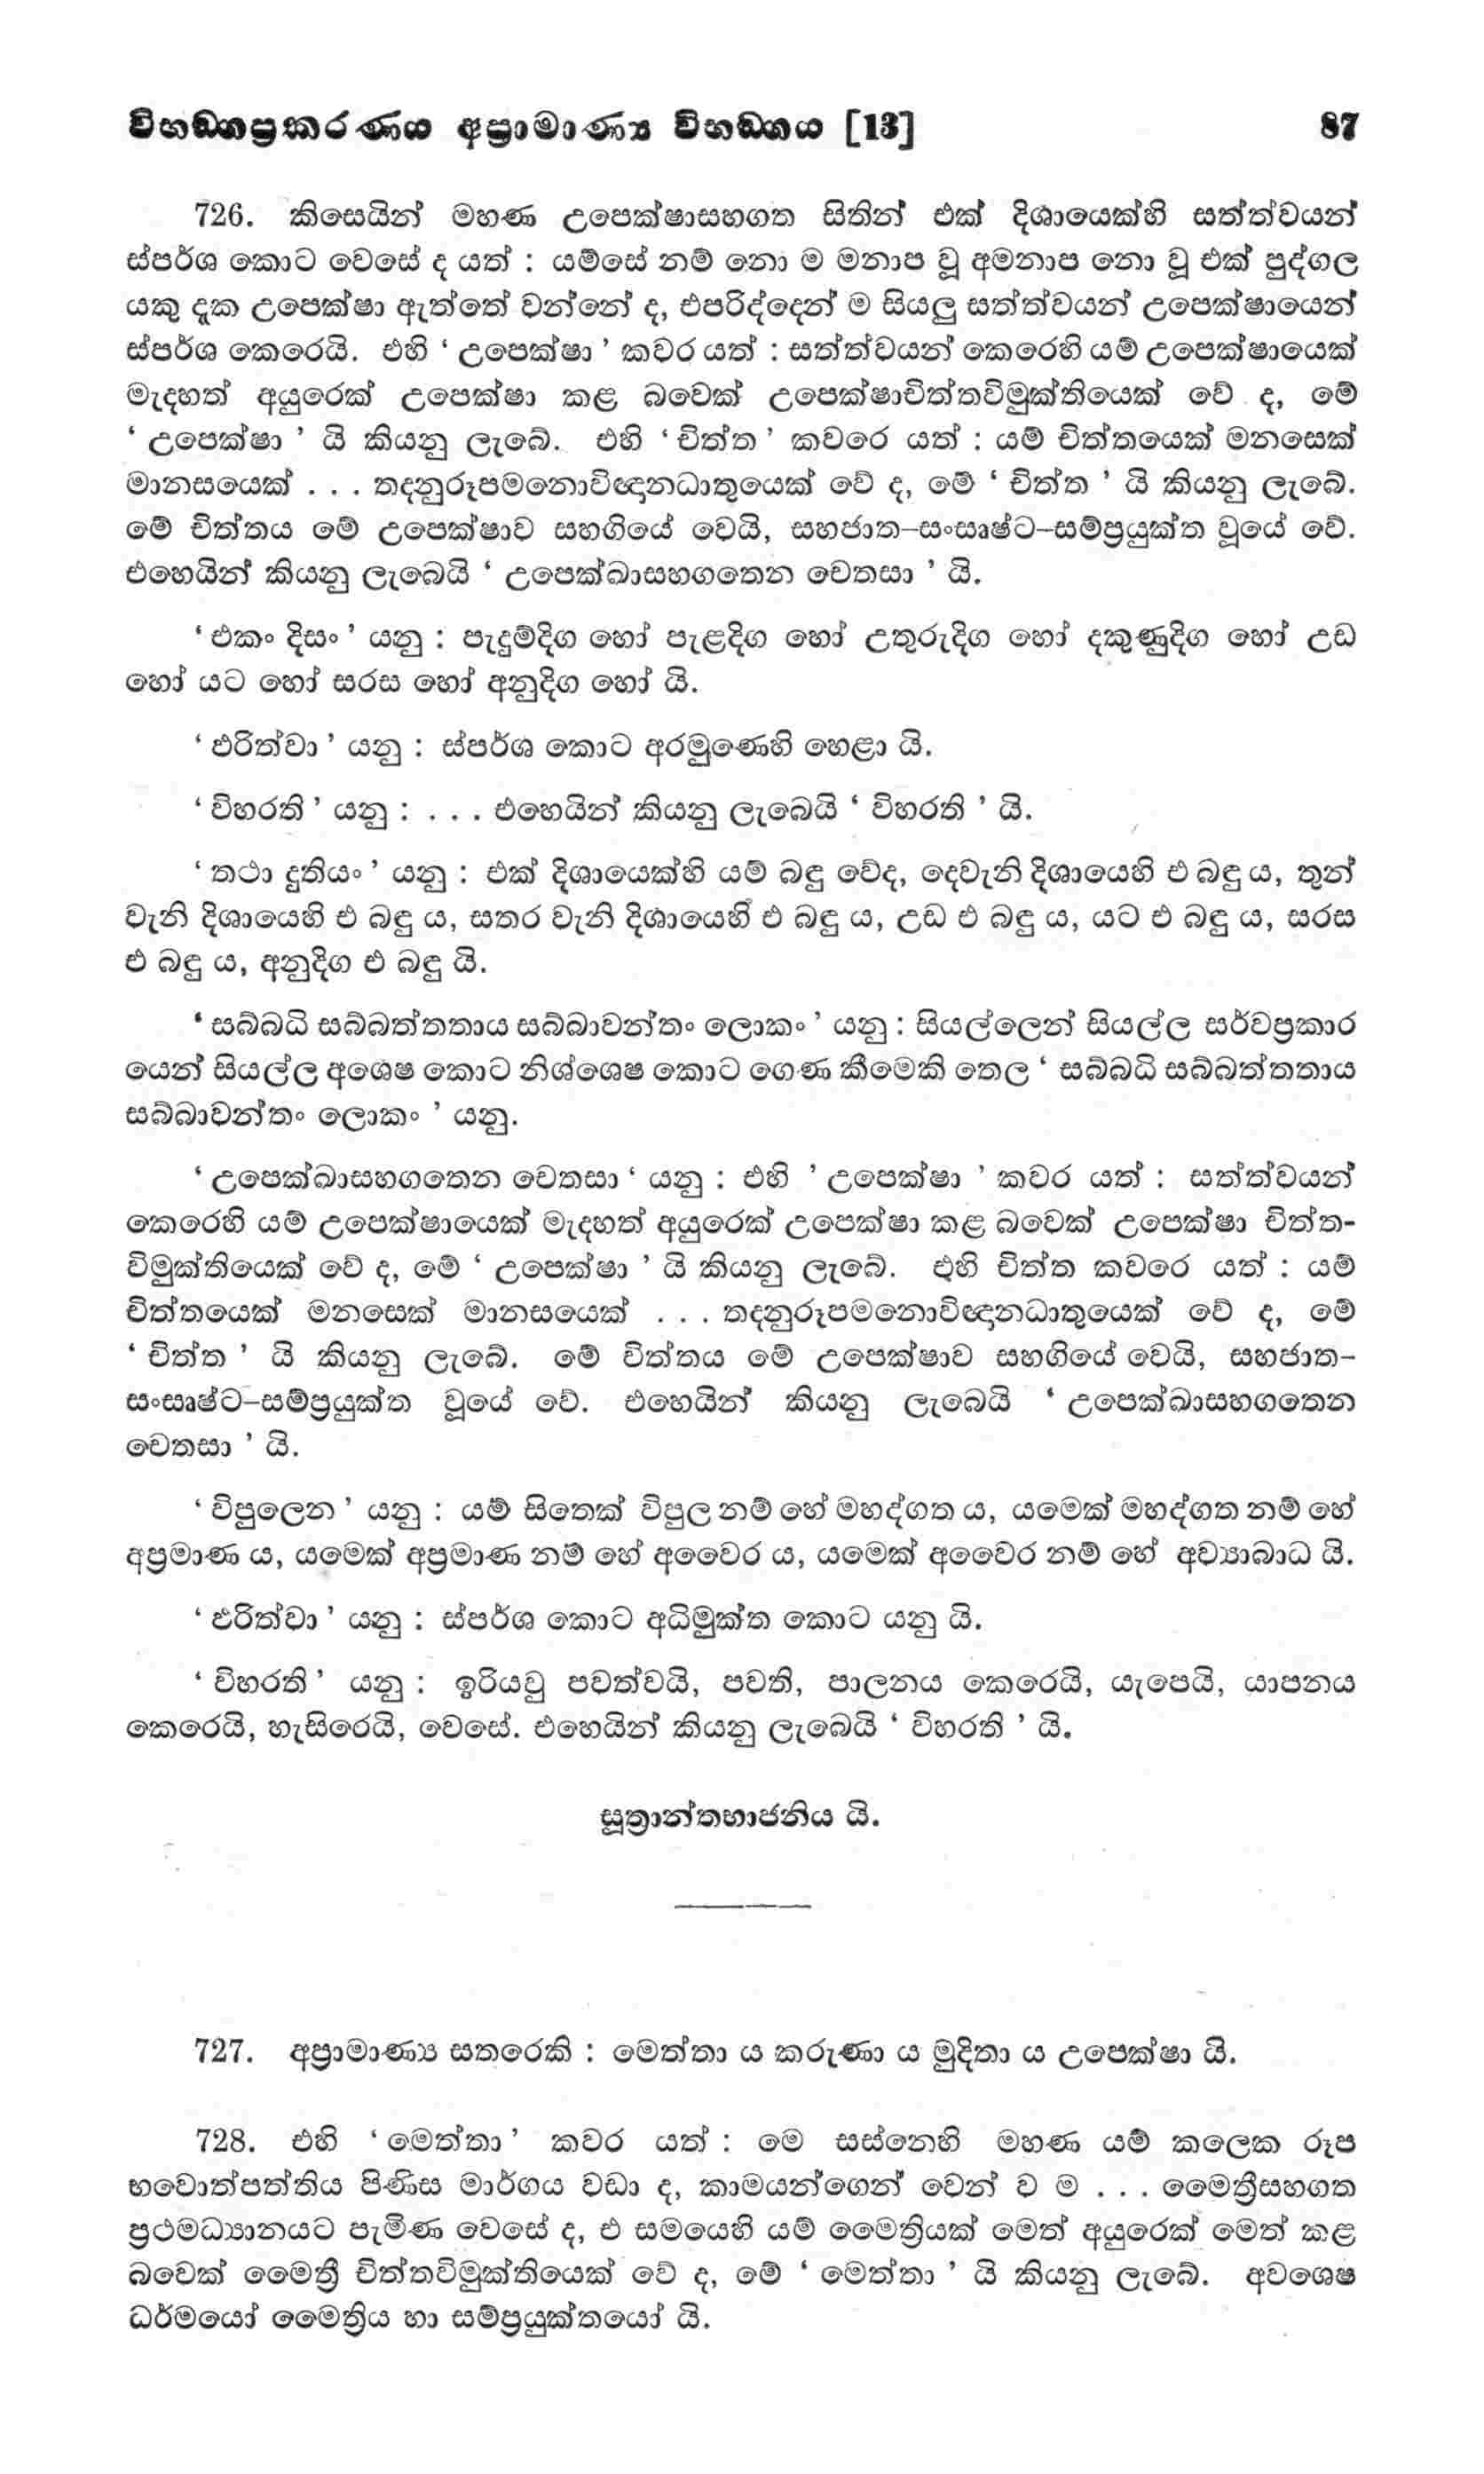 විභඞගප්‍රකරණය අප්‍රාමාණ්‍ය විභඞගය [13] 87
726. කිසෙයින් මහණ උපෙක්ෂාසහගත සිතින් එක් දිශායෙක්හි සත්ත්වයන්
ස්පර්ශ කොට වෙසේ ද යත් : යම්සේ නම් නො ම මනාප වූ අමනාප නො වූ එක් පුද්ගල
යකු දැක උපෙක්ෂා ඇත්තේ වන්නේ ද, එපරිද්දෙන් ම සියලු සත්ත්වයන් උපෙක්ෂායෙන්
ස්පර්ශ කෙරෙයි. එහි ‘ උපෙක්ෂා ’ කවර යත් : සත්ත්වයන් කෙරෙහි යම් උපෙක්ෂායෙක්
මැදහත් අයුරෙක් උපෙක්ෂා කළ බවෙක් උපෙක්ෂාචිත්තවිමුක්තියෙක් වේ ද, මේ
‘ උපෙක්ෂා ’ යි කියනු ලැබේ. එහි ‘ චිත්ත ’ කවරෙ යත් : යම් චිත්තයෙක් මනසෙක්
මානසයෙක් . . . තදනුරූපමනොවිඥානධාතුයෙක් වේ ද, මේ ‘ චිත්ත ’ යි කියනු ලැබේ.
මේ චිත්තය මේ උපෙක්ෂාව සහගියේ වෙයි, සහජාත–සංසෘෂ්ට–සම්ප්‍රයුක්ත වූයේ වේ.
එහෙයින් කියනු ලැබෙයි ‘ උපෙක්ඛාසහගතෙන චෙතසා ’ යි.
‘ එකං දිසං ’ යනු : පැදුම්දිග හෝ පැළදිග හෝ උතුරුදිග හෝ දකුණුදිග හෝ උඩ
හෝ යට හෝ සරස හෝ අනුදිග හෝ යි.
‘ ඵරිත්වා ’ යනු : ස්පර්ශ කොට අරමුණෙහි හෙළා යි.
‘ විහරති ’ යනු : . . . එහෙයින් කියනු ලැබෙයි ‘ විහරති ’ යි.
‘ තථා දුතියං ’ යනු : එක් දිශායෙක්හි යම් බඳු වේද, දෙවැනි දිශායෙහි එ බඳු ය, තුන්
වැනි දිශායෙහි එ බඳු ය, සතර වැනි දිශායෙහි එ බඳු ය, උඩ එ බඳු ය, යට එ බඳු ය, සරස
එ බඳු ය, අනුදිග එ බඳු යි.
‘ සබ්බධි සබ්බත්තතාය සබ්බාවන්තං ලොකං ’ යනු : සියල්ලෙන් සියල්ල සර්වප්‍රකාර
යෙන් සියල්ල අශෙෂ කොට නිශ්ශෙෂ කොට ගෙණ කීමෙකි තෙල ‘ සබ්බධි සබ්බත්තතාය
සබ්බාවන්තං ලොකං ’ යනු.
‘ උපෙක්ඛාසහගතෙන චෙතසා ‘ යනු : එහි ’ උපෙක්ෂා ’ කවර යත් : සත්ත්වයන්
කෙරෙහි යම් උපෙක්ෂායෙක් මැදහත් අයුරෙක් උපෙක්ෂා කළ බවෙක් උපෙක්ෂා චිත්ත-
විමුක්තියෙක් වේ ද, මේ ‘ උපෙක්ෂා ’ යි කියනු ලැබේ. එහි චිත්ත කවරෙ යත් : යම්
චිත්තයෙක් මනසෙක් මානසයෙක් . . . තදනුරූපමනොවිඥානධාතුයෙක් වේ ද, මේ
‘ චිත්ත ’ යි කියනු ලැබේ. මේ චිත්තය මේ උපෙක්ෂාව සහගියේ වෙයි, සහජාත–
සංසෘෂ්ට–සම්ප්‍රයුක්ත වූයේ වේ. එහෙයින් කියනු ලැබෙයි ‘ උපෙක්ඛාසහගතෙන
චෙතසා ’ යි.
‘ විපුලෙන ’ යනු : යම් සිතෙක් විපුල නම් හේ මහද්ගත ය, යමෙක් මහද්ගත නම් හේ
අප්‍රමාණ ය, යමෙක් අප්‍රමාණ නම් හේ අවෛර ය, යමෙක් අවෛර නම් හේ අව්‍යාබාධ යි.
‘ ඵරිත්වා ’ යනු : ස්පර්ශ කොට අධිමුක්ත කොට යනු යි.
‘ විහරති ’ යනු : ඉරියවු පවත්වයි, පවතී, පාලනය කෙරෙයි, යැපෙයි, යාපනය
කෙරෙයි, හැසිරෙයි, වෙසේ. එහෙයින් කියනු ලැබෙයි ‘ විහරති ’ යි.
සූත්‍රාන්තභාජනිය යි.
727. අප්‍රාමාණ්‍ය සතරෙකි : මෙත්තා ය කරුණා ය මුදිතා ය උපෙක්ෂා යි.
728. එහි ‘ මෙත්තා ’ කවර යත් : මෙ සස්නෙහි මහණ යම් කලෙක රූප
භවොත්පත්තිය පිණිස මාර්ගය වඩා ද, කාමයන්ගෙන් වෙන් ව ම . . . මෛත්‍රීසහගත
ප්‍රථමධ්‍යානයට පැමිණ වෙසේ ද, එ සමයෙහි යම් මෛත්‍රියක් මෙත් අයුරෙක් මෙත් කළ
බවෙක් මෛත්‍රී චිත්තවිමුක්තියෙක් වේ ද, මේ ‘ මෙත්තා ’ යි කියනු ලැබේ. අවශෙෂ
ධර්මයෝ මෛත්‍රිය හා සම්ප්‍රයුක්තයෝ යි.